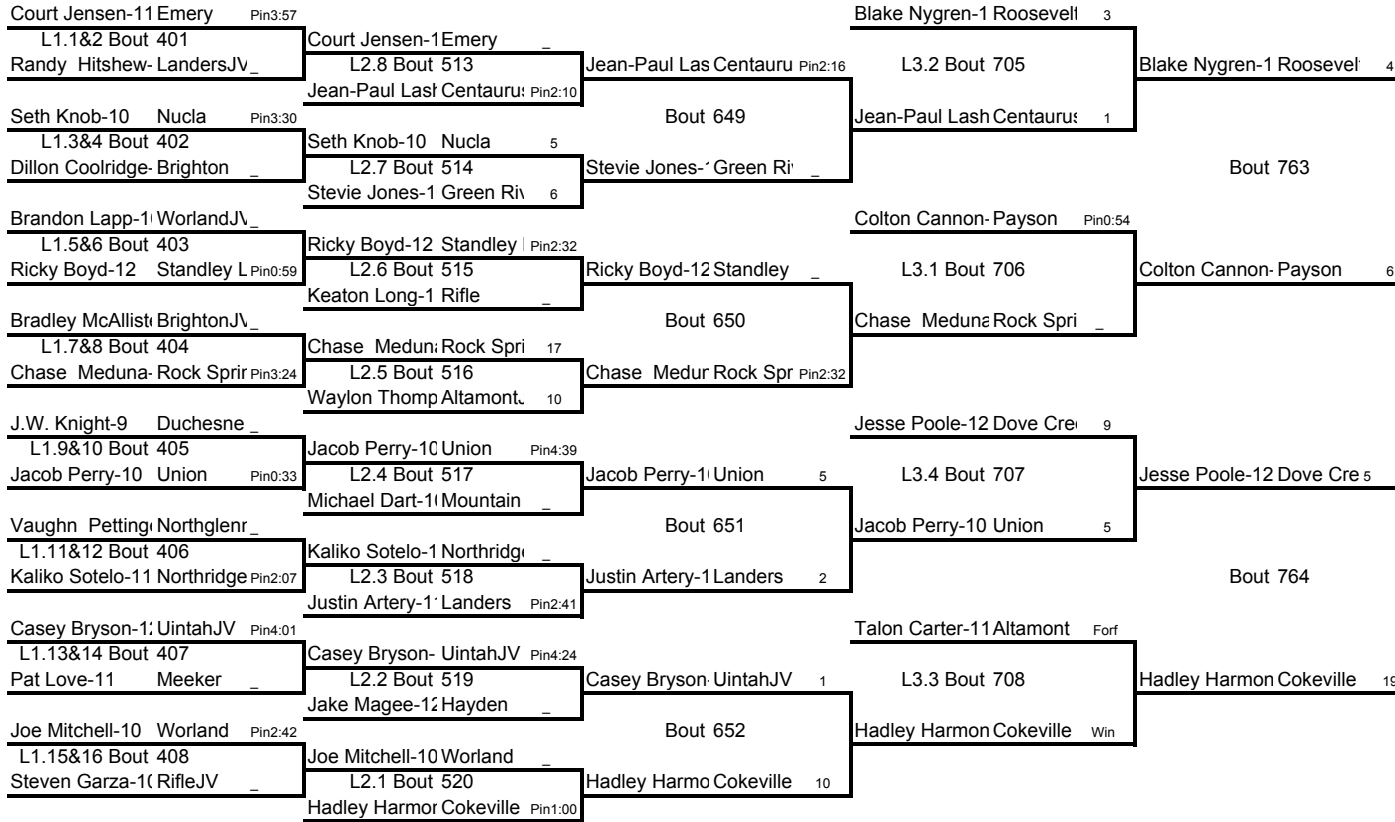 Court Jensen-11 Emery Pin3:57 Blake Nygren-1 Roosevelt 3
L1.1&2 Bout 401 Court Jensen-1 Emery _
Randy Hitshew- LandersJV _ L2.8 Bout 513 Jean-Paul Las Centauru Pin2:16 L3.2 Bout 705 Blake Nygren-1 Roosevel 4
Jean-Paul Lash Centaurus Pin2:10
Seth Knob-10 Nucla Pin3:30 Bout 649 Jean-Paul Lash Centaurus 1
L1.3&4 Bout 402 Seth Knob-10 Nucla 5
Dillon Coolridge- Brighton _ L2.7 Bout 514 Stevie Jones-1 Green Riv _ Bout 763
Stevie Jones-1 Green Riv 6
Brandon Lapp-10 WorlandJV _ Colton Cannon- Payson Pin0:54
L1.5&6 Bout 403 Ricky Boyd-12 Standley Pin2:32
Ricky Boyd-12 Standley L Pin0:59 L2.6 Bout 515 Ricky Boyd-12 Standley _ L3.1 Bout 706 Colton Cannon- Payson 6
Keaton Long-1 Rifle _
Bradley McAlliste BrightonJV _ Bout 650 Chase Meduna Rock Spri _
L1.7&8 Bout 404 Chase Meduna Rock Spri 17
Chase Meduna- Rock Sprin Pin3:24 L2.5 Bout 516 Chase Medun Rock Spr Pin2:32
Waylon Thomp AltamontJ 10
J.W. Knight-9 Duchesne _ Jesse Poole-12 Dove Cree 9
L1.9&10 Bout 405 Jacob Perry-10 Union Pin4:39
Jacob Perry-10 Union Pin0:33 L2.4 Bout 517 Jacob Perry-10 Union 5 L3.4 Bout 707 Jesse Poole-12 Dove Cre 5
Michael Dart-10 Mountain _
Vaughn Pettinge Northglenn _ Bout 651 Jacob Perry-10 Union 5
L1.11&12 Bout 406 Kaliko Sotelo-1 Northridge _
Kaliko Sotelo-11 Northridge Pin2:07 L2.3 Bout 518 Justin Artery-1 Landers 2 Bout 764
Justin Artery-11 Landers Pin2:41
Casey Bryson-12 UintahJV Pin4:01 Talon Carter-11 Altamont Forf
L1.13&14 Bout 407 Casey Bryson- UintahJV Pin4:24
Pat Love-11 Meeker _ L2.2 Bout 519 Casey Bryson- UintahJV 1 L3.3 Bout 708 Hadley Harmon Cokeville 19
Jake Magee-12 Hayden _
Joe Mitchell-10 Worland Pin2:42 Bout 652 Hadley Harmon Cokeville Win
L1.15&16 Bout 408 Joe Mitchell-10 Worland _
Steven Garza-10 RifleJV _ L2.1 Bout 520 Hadley Harmo Cokeville 10
Hadley Harmon Cokeville Pin1:00